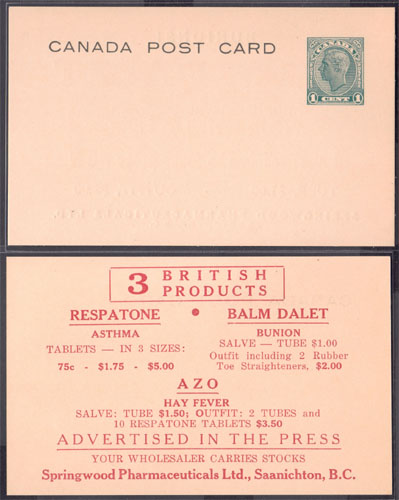 CANADA POST CARD
CANADA
1 CENT 1
3 BRITISH
PRODUCTS
RESPATONE • BALM DALET
ASTHMA
TABLETS — IN 3 SIZES:
75c - $1.75 - $5.00
BUNION
SALVE — TUBE $1.00
Outfit including 2 Rubber
Toe Straighteners, $2.00
AZO
HAY FEVER
SALVE: TUBE $1.50; OUTFIT: 2 TUBES and
10 RESPATONE TABLETS $3.50
ADVERTISED IN THE PRESS
YOUR WHOLESALER CARRIES STOCKS
Springwood Pharmaceuticals Ltd., Saanichton, B.C.